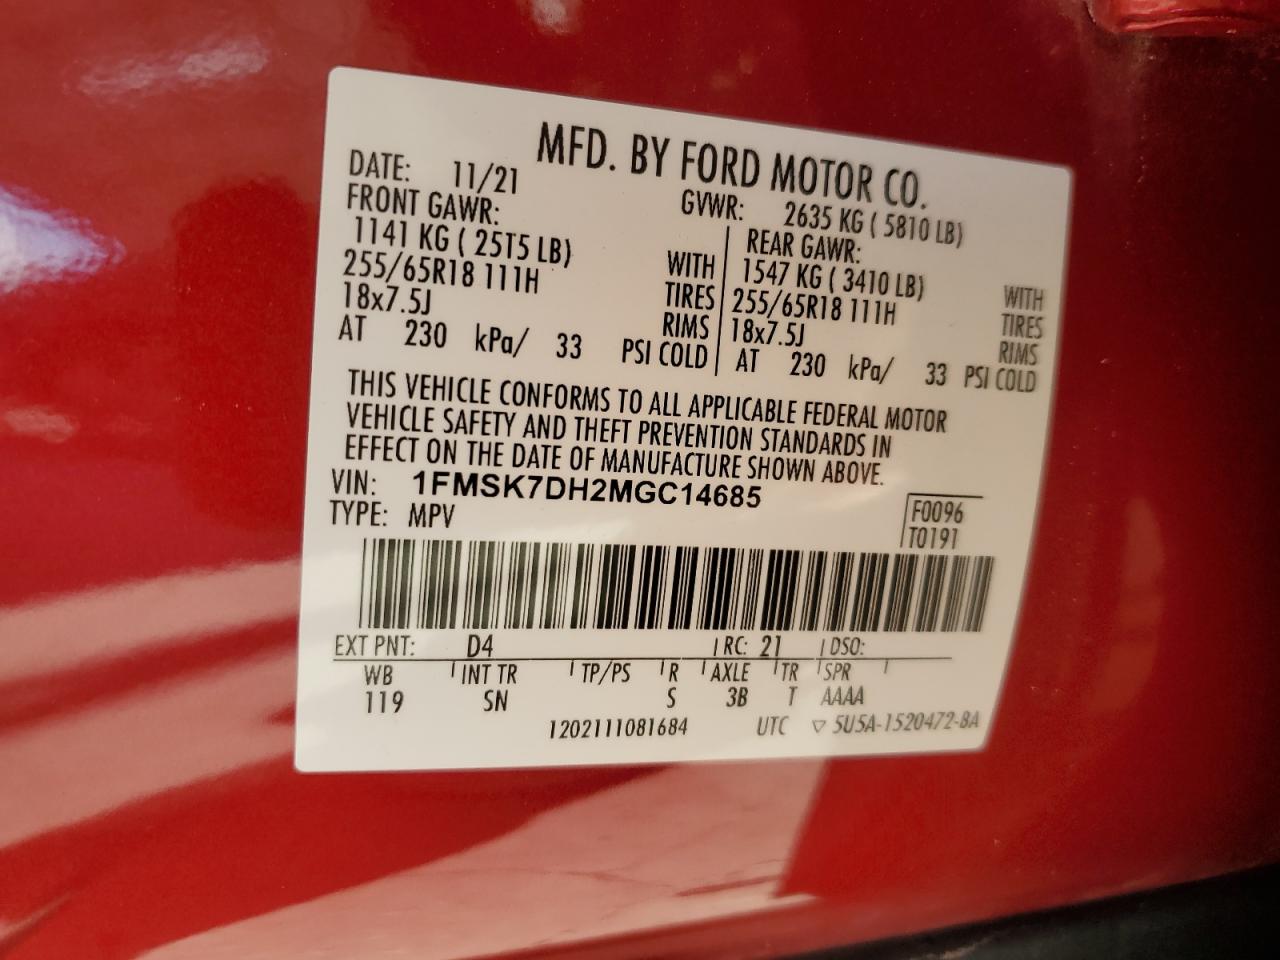 MFD. BY FORD MOTOR CO.
DATE: 11/21 GVWR: 2635 KG ( 5810 LB)
FRONT GAWR: REAR GAWR:
1141 KG ( 25T5 LB) WITH 1547 KG ( 3410 LB) WITH
255/65R18 111H TIRES 255/65R18 111H TIRES
18x7.5J RIMS 18x7.5J RIMS
AT 230 kPa/ 33 PSI COLD AT 230 kPa/ 33 PSI COLD
THIS VEHICLE CONFORMS TO ALL APPLICABLE FEDERAL MOTOR
VEHICLE SAFETY AND THEFT PREVENTION STANDARDS IN
EFFECT ON THE DATE OF MANUFACTURE SHOWN ABOVE.
VIN: 1FMSK7DH2MGC14685
TYPE: MPV F0096
T0191
EXT PNT: D4 RC: 21 DSO:
WB INT TR TP/PS R AXLE TR SPR
119 SN S 3B T AAAA
1202111081684 UTC ▽ 5U5A-1520472-BA